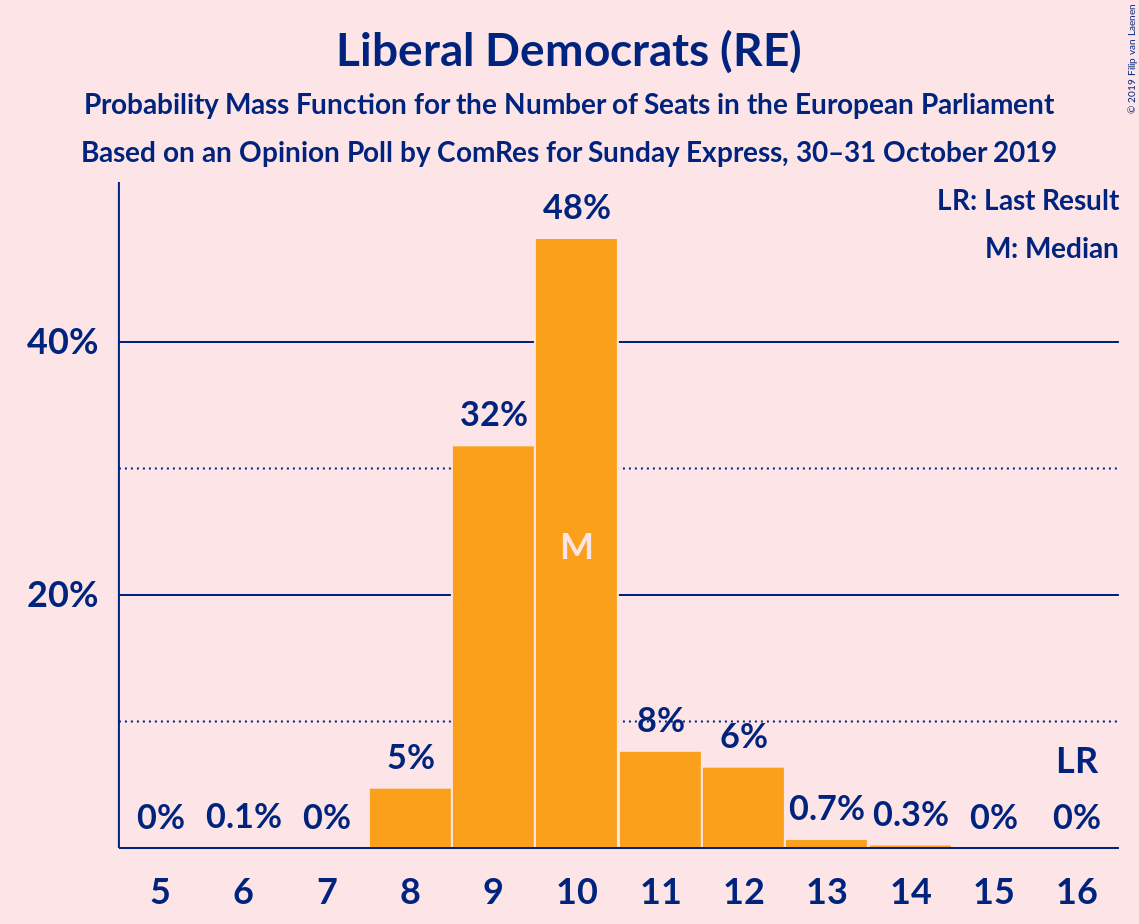 Liberal Democrats (RE)
Probability Mass Function for the Number of Seats in the European Parliament
Based on an Opinion Poll by ComRes for Sunday Express, 30–31 October 2019
© 2019 Filip van Laenen
LR: Last Result
M: Median
48%
40%
32%
M
20%
8%
6%
5%
LR
0%
0.1%
0%
0.7%
0.3%
0%
0%
5 6 7 8 9 10 11 12 13 14 15 16